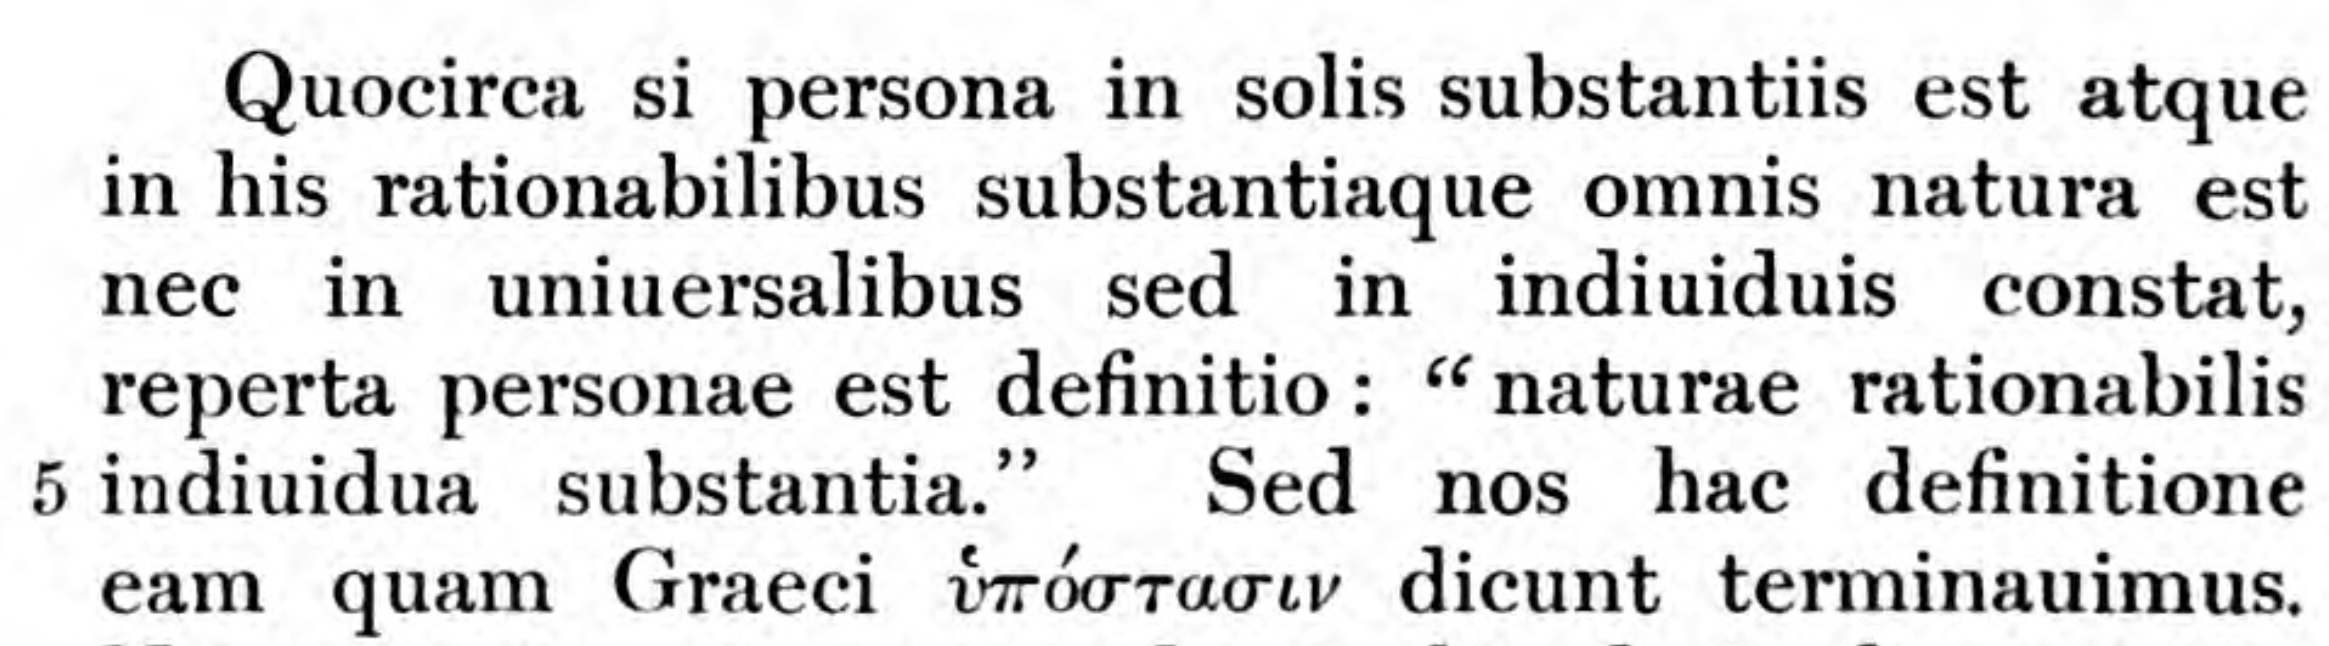 Quocirca si persona in solis substantiis est atque
in his rationabilibus substantiaque omnis natura est
nec in uniuersalibus sed in indiuiduis constat,
reperta personae est definitio : “ naturae rationabilis
5 indiuidua substantia.” Sed nos hac definitione
eam quam Graeci ὑπόστασιν dicunt terminauimus.